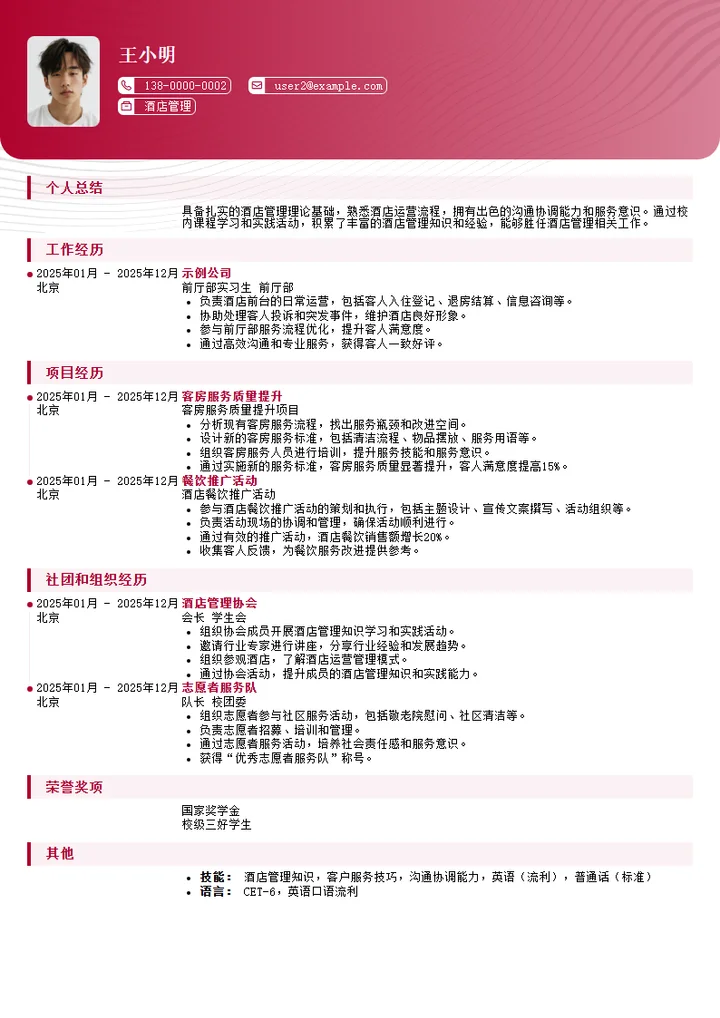 王小明
138-0000-0002
user2@example.com
酒店管理
个人总结
具备扎实的酒店管理理论基础，熟悉酒店运营流程，拥有出色的沟通协调能力和服务意识。通过校
内课程学习和实践活动，积累了丰富的酒店管理知识和经验，能够胜任酒店管理相关工作。
工作经历
2025年01月 - 2025年12月 示例公司
北京 前厅部实习生 前厅部
• 负责酒店前台的日常运营，包括客人入住登记、退房结算、信息咨询等。
• 协助处理客人投诉和突发事件，维护酒店良好形象。
• 参与前厅部服务流程优化，提升客人满意度。
• 通过高效沟通和专业服务，获得客人一致好评。
项目经历
2025年01月 - 2025年12月 客房服务质量提升
北京 客房服务质量提升项目
• 分析现有客房服务流程，找出服务瓶颈和改进空间。
• 设计新的客房服务标准，包括清洁流程、物品摆放、服务用语等。
• 组织客房服务人员进行培训，提升服务技能和服务意识。
• 通过实施新的服务标准，客房服务质量显著提升，客人满意度提高15%。
2025年01月 - 2025年12月 餐饮推广活动
北京 酒店餐饮推广活动
• 参与酒店餐饮推广活动的策划和执行，包括主题设计、宣传文案撰写、活动组织等。
• 负责活动现场的协调和管理，确保活动顺利进行。
• 通过有效的推广活动，酒店餐饮销售额增长20%。
• 收集客人反馈，为餐饮服务改进提供参考。
社团和组织经历
2025年01月 - 2025年12月 酒店管理协会
北京 会长 学生会
• 组织协会成员开展酒店管理知识学习和实践活动。
• 邀请行业专家进行讲座，分享行业经验和发展趋势。
• 组织参观酒店，了解酒店运营管理模式。
• 通过协会活动，提升成员的酒店管理知识和实践能力。
2025年01月 - 2025年12月 志愿者服务队
北京 队长 校团委
• 组织志愿者参与社区服务活动，包括敬老院慰问、社区清洁等。
• 负责志愿者招募、培训和管理。
• 通过志愿者服务活动，培养社会责任感和服务意识。
• 获得“优秀志愿者服务队”称号。
荣誉奖项
国家奖学金
校级三好学生
其他
• 技能： 酒店管理知识，客户服务技巧，沟通协调能力，英语（流利），普通话（标准）
• 语言： CET-6，英语口语流利